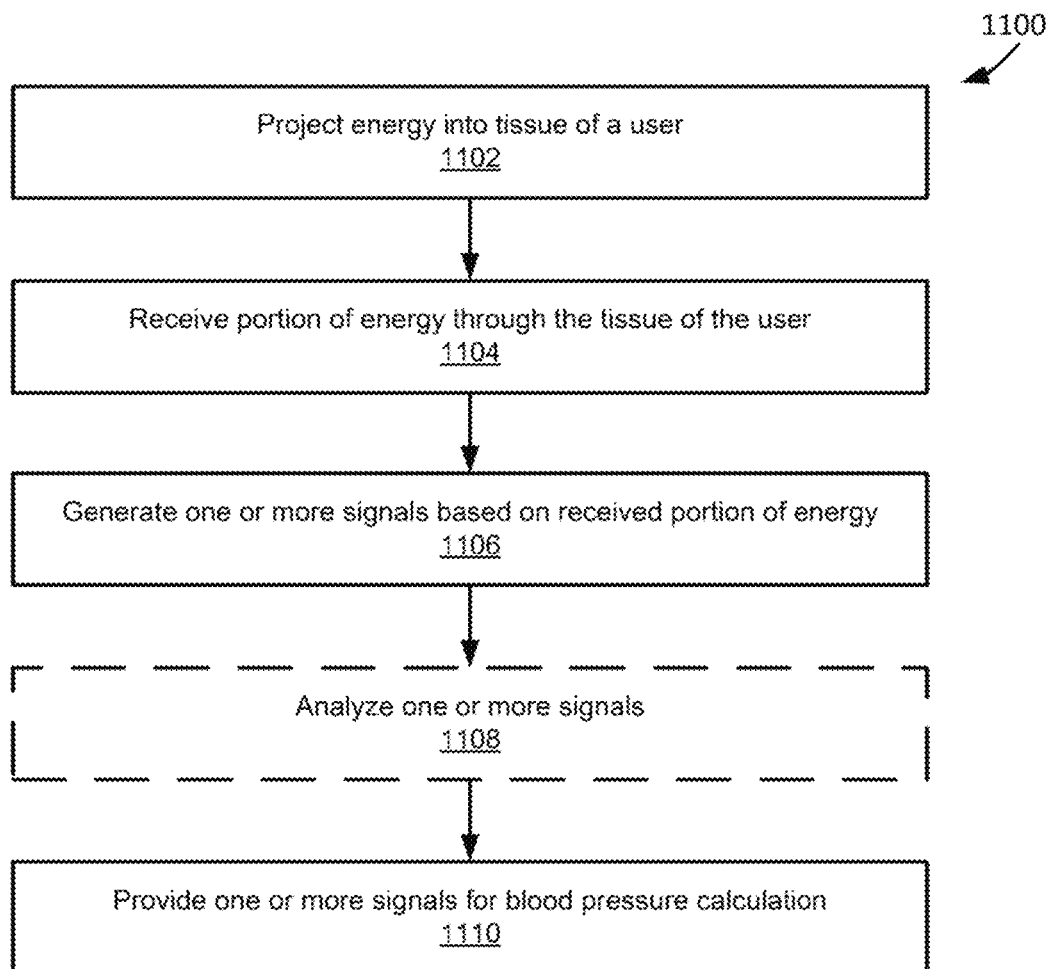 1100
Project energy into tissue of a user
1102
Receive portion of energy through the tissue of the user
1104
Generate one or more signals based on received portion of energy
1106
Analyze one or more signals
1108
Provide one or more signals for blood pressure calculation
1110